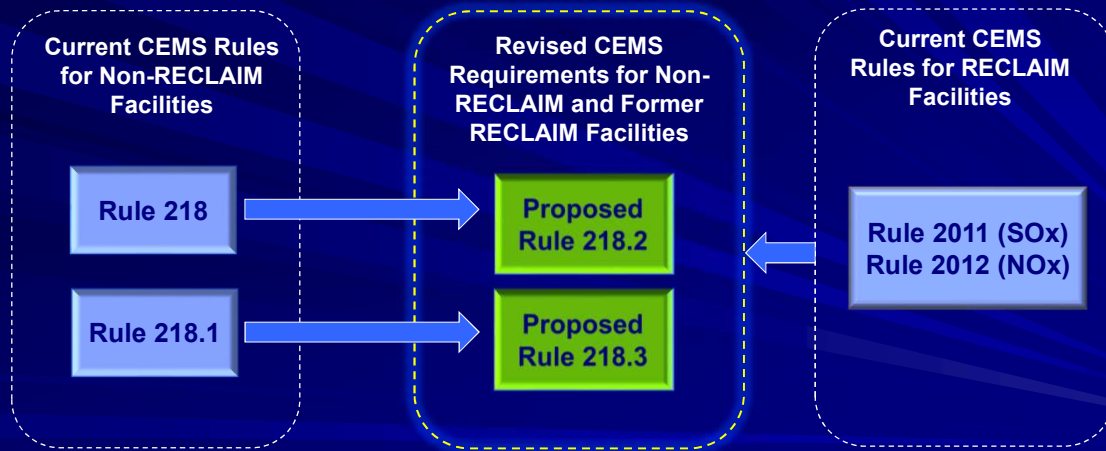 Current CEMS Rules
for Non-RECLAIM
Facilities
Rule 218
Rule 218.1
Revised CEMS
Requirements for Non-
RECLAIM and Former
RECLAIM Facilities
Proposed
Rule 218.2
Proposed
Rule 218.3
Current CEMS
Rules for RECLAIM
Facilities
Rule 2011 (SOx)
Rule 2012 (NOx)